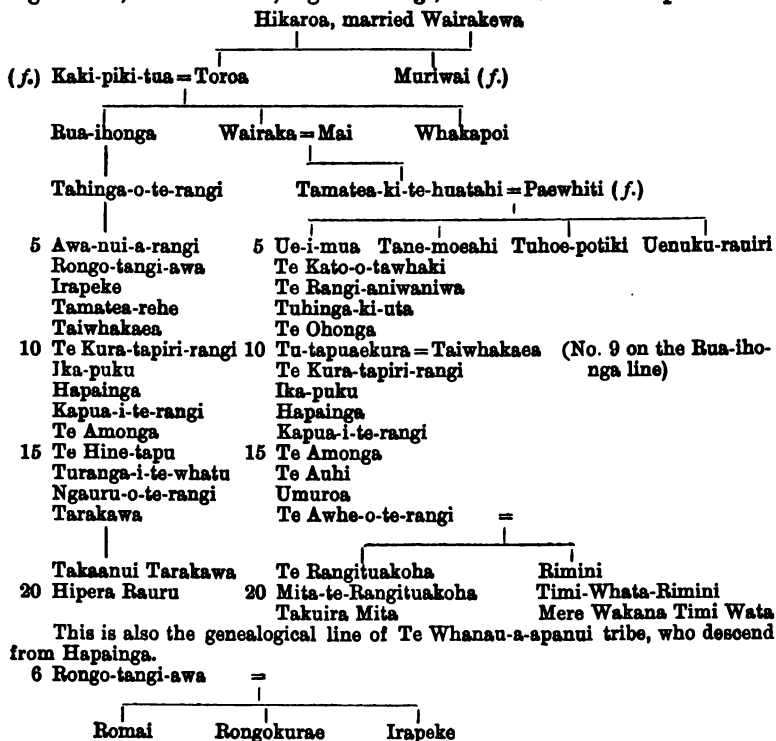 Hikaroa, married Wairakewa
(f.) Kaki-piki-tua = Toroa Muriwai (f.)
Rua-ihonga Wairaka = Mai Whakapoi
Tahinga-o-te-rangi Tamatea-ki-te-huatahi = Paewhiti (f.)
5 Awa-nui-a-rangi 5 Ue-i-mua Tane-moeahi Tuhoe-potiki Uenuku-rauiri
Rongo-tangi-awa Te Kato-o-tawhaki
Irapeke Te Rangi-aniwaniwa
Tamatea-rehe Tuhinga-ki-uta
Taiwhakaea Te Ohonga
10 Te Kura-tapiri-rangi 10 Tu-tapuaekura = Taiwhakaea (No. 9 on the Rua-iho-
Ika-puku Te Kura-tapiri-rangi nga line)
Hapainga Ika-puku
Kapua-i-te-rangi Hapainga
Te Amonga Kapua-i-te-rangi
15 Te Hine-tapu 15 Te Amonga
Turanga-i-te-whatu Te Auhi
Ngauru-o-te-rangi Umuroa
Tarakawa Te Awhe-o-te-rangi =
Takaanui Tarakawa Te Rangituakoha Rimini
20 Hipera Rauru 20 Mita-te-Rangituakoha Timi-Whata-Rimini
Takuira Mita Mere Wakana Timi Wata
This is also the genealogical line of Te Whanau-a-apanui tribe, who descend
from Hapainga.
6 Rongo-tangi-awa =
Romai Rongokurae Irapeke